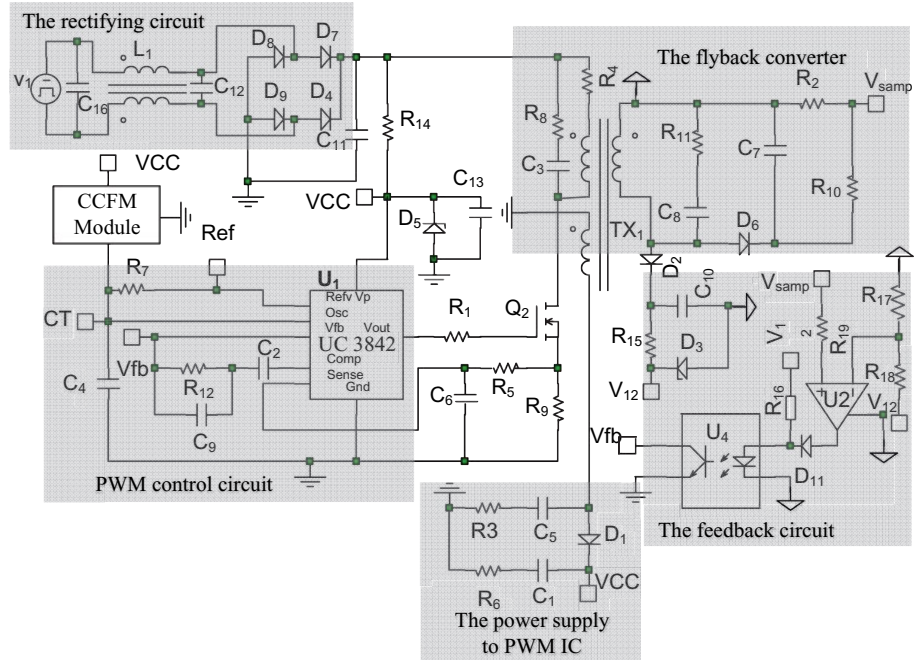 The rectifying circuit
L1
D8
D7
v1
C16
C12
D9
D4
C11
R14
VCC
CCFM
Module
Ref
VCC
C13
D5
The flyback converter
R4
R8
C3
R11
C7
C8
R2
Vsamp
R10
D6
TX1
D2
R7
U1
Refv Vp
Osc
Vfb
Vout
UC 3842
Comp
Sense
Gnd
CT
Vfb
C2
R12
C9
C4
R1
Q2
R5
C6
R9
PWM control circuit
C10
R15
D3
V12
Vsamp
V12
R19
R17
R18
V12
R16
U2
Vfb
U4
D11
The feedback circuit
R3
C5
D1
R6
C1
VCC
The power supply
to PWM IC